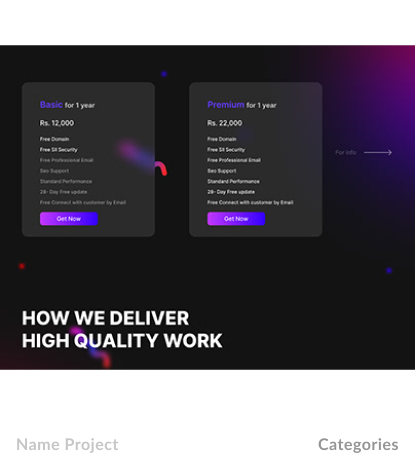 Basic for 1 year
Rs. 12,000
Free Domain
Free Sll Security
Free Professional Email
Seo Support
Standard Performance
28- Day Free update
Free Connect with customer by Email
Get Now
Premium for 1 year
Rs. 22,000
Free Domain
Free Sll Security
Free Professional Email
Seo Support
Standard Performance
28- Day Free update
Free Connect with customer by Email
Get Now
For info
HOW WE DELIVER
HIGH QUALITY WORK
Name Project
Categories